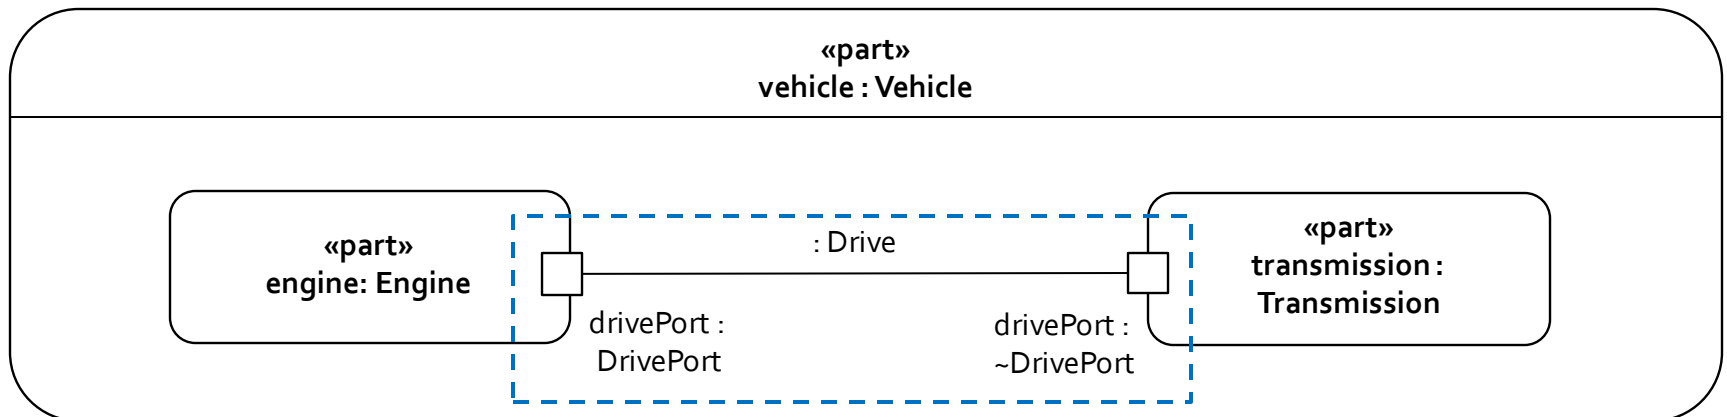 «part»
vehicle : Vehicle
«part»
engine: Engine
: Drive
drivePort :
DrivePort
drivePort :
~DrivePort
«part»
transmission :
Transmission